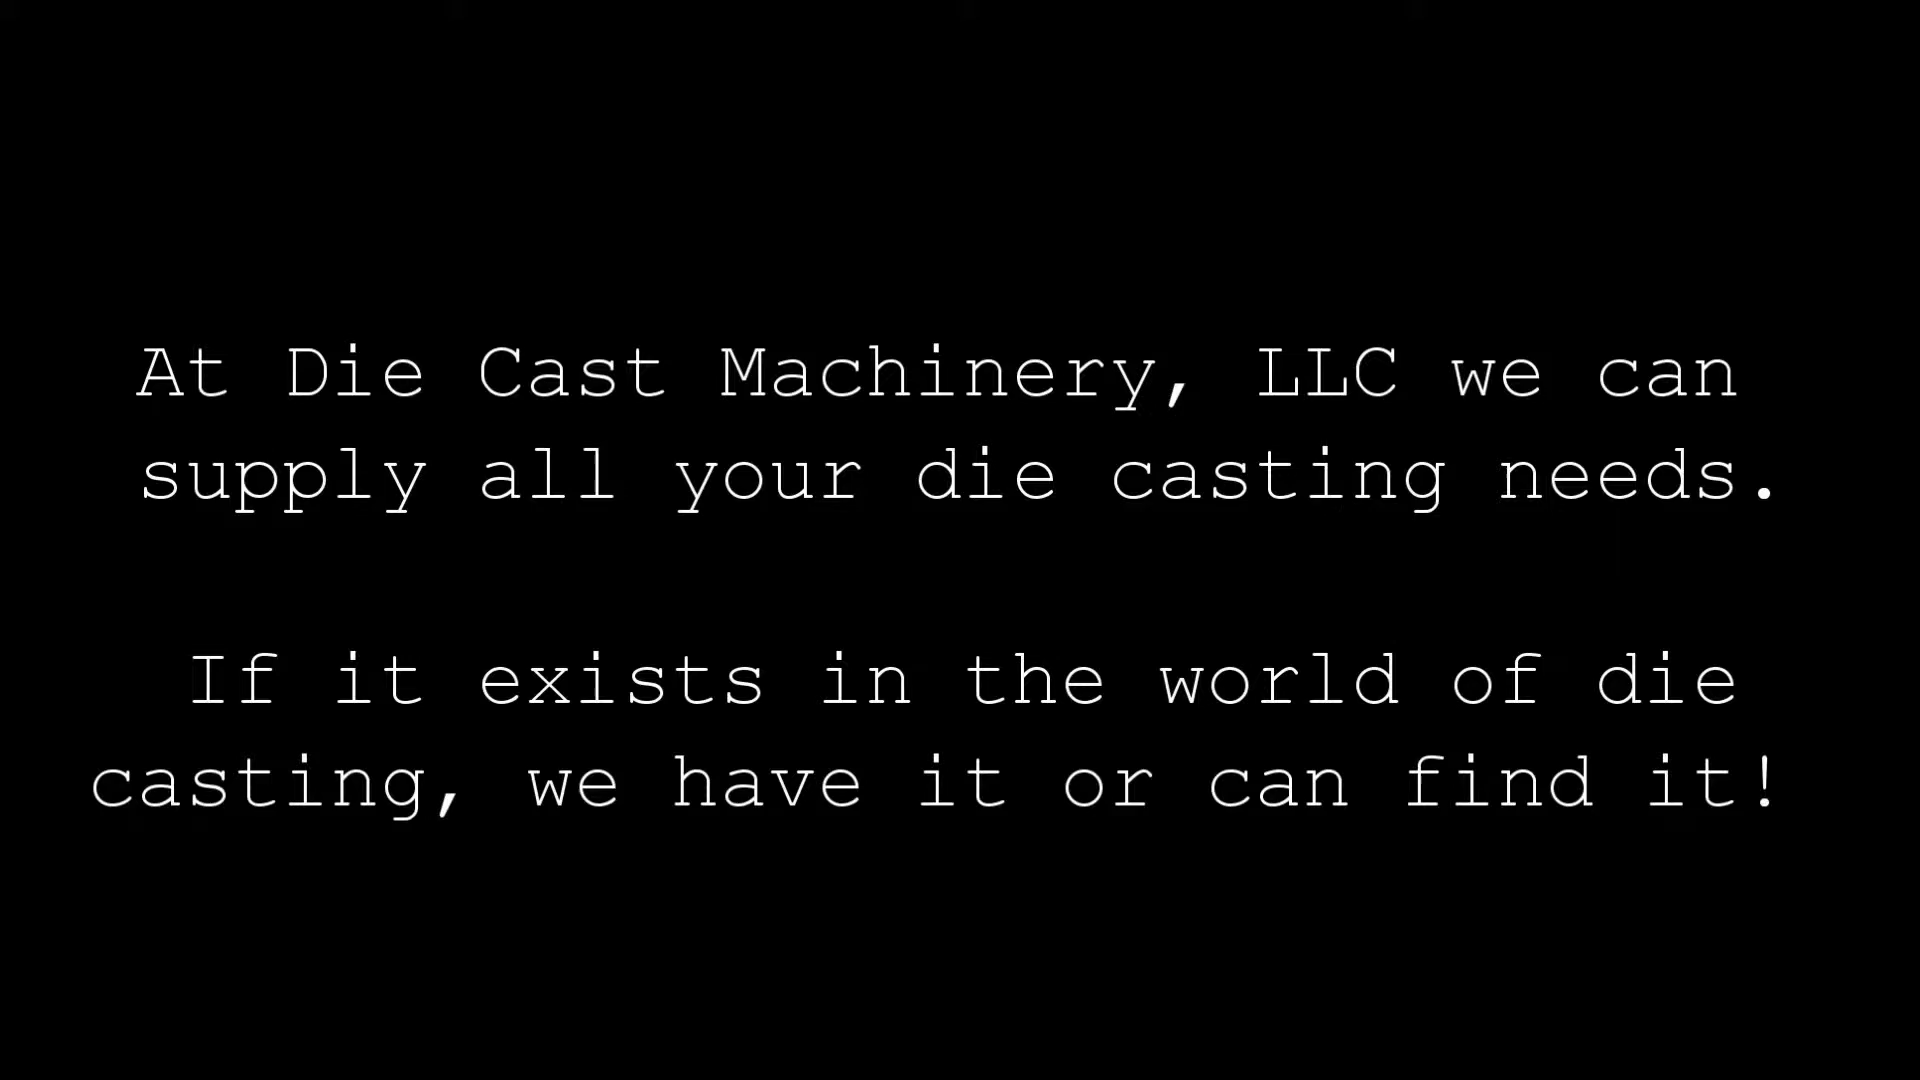 At Die Cast Machinery, LLC we can
supply all your die casting needs.
If it exists in the world of die
casting, we have it or can find it!